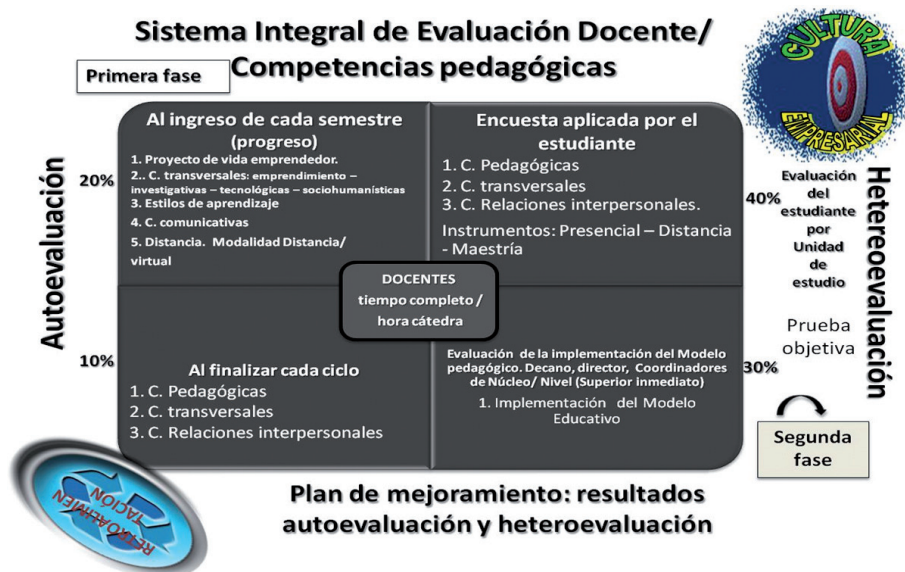 Sistema Integral de Evaluación Docente/
Competencias pedagógicas
Primera fase
CULTURA
EMPRESARIAL
Autoevaluación
20%
10%
Al ingreso de cada semestre
(progreso)
1. Proyecto de vida emprendedor.
2.. C. transversales: emprendimiento –
investigativas – tecnológicas – sociohumanísticas
3. Estilos de aprendizaje
4. C. comunicativas
5. Distancia. Modalidad Distancia/
virtual
Encuesta aplicada por el
estudiante
1. C. Pedagógicas
2. C. transversales
3. C. Relaciones interpersonales.
Instrumentos: Presencial – Distancia
- Maestría
DOCENTES
tiempo completo /
hora cátedra
Al finalizar cada ciclo
1. C. Pedagógicas
2. C. transversales
3. C. Relaciones interpersonales
Evaluación de la implementación del Modelo
pedagógico. Decano, director, Coordinadores
de Núcleo/ Nivel (Superior inmediato)
1. Implementación del Modelo
Educativo
40%
30%
Evaluación
del
estudiante
por
Unidad
de
estudio
Prueba
objetiva
Hetereoevaluación
Segunda
fase
RETROALIMEN
TACIÓN
Plan de mejoramiento: resultados
autoevaluación y heteroevaluación